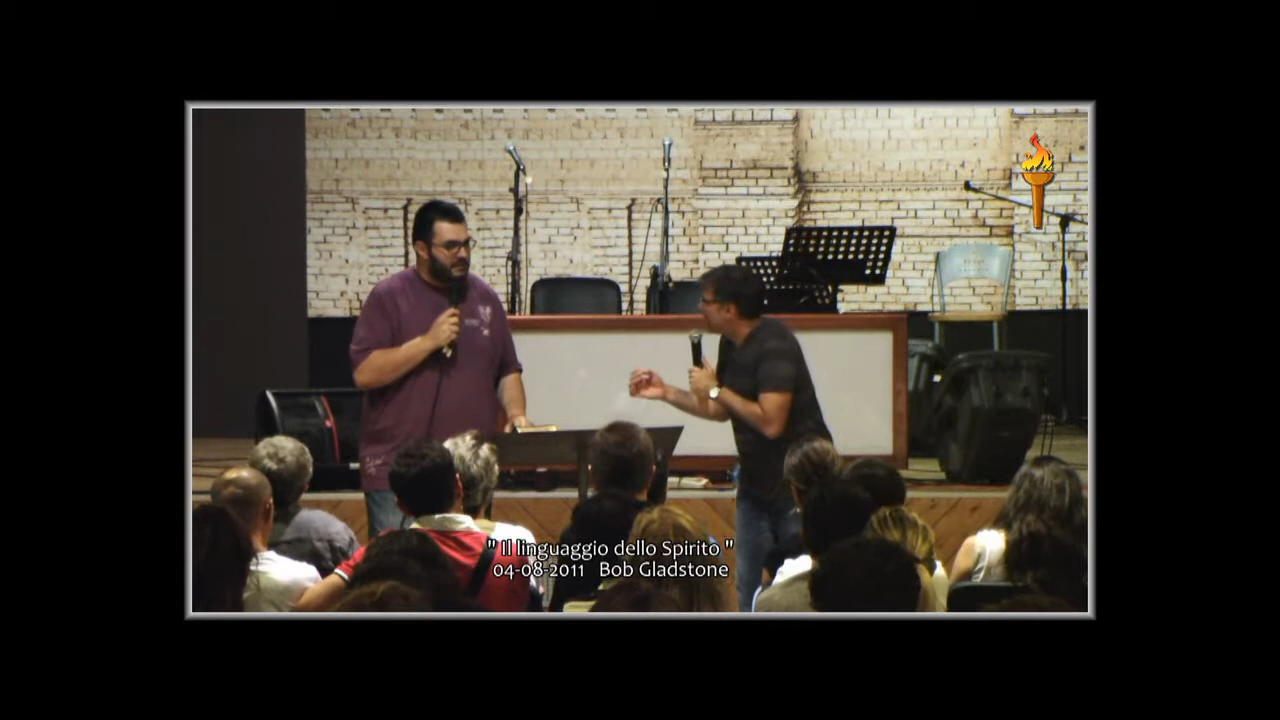 " Il linguaggio dello Spirito "
04-08-2011 Bob Gladstone